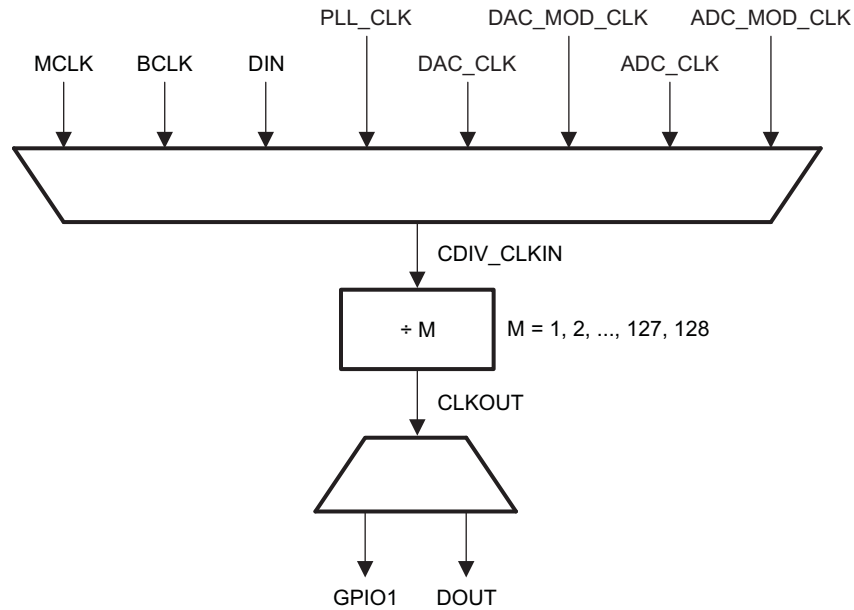 PLL_CLK DAC_MOD_CLK ADC_MOD_CLK
MCLK BCLK DIN DAC_CLK ADC_CLK
CDIV_CLKIN
÷ M M = 1, 2, ..., 127, 128
CLKOUT
GPIO1 DOUT